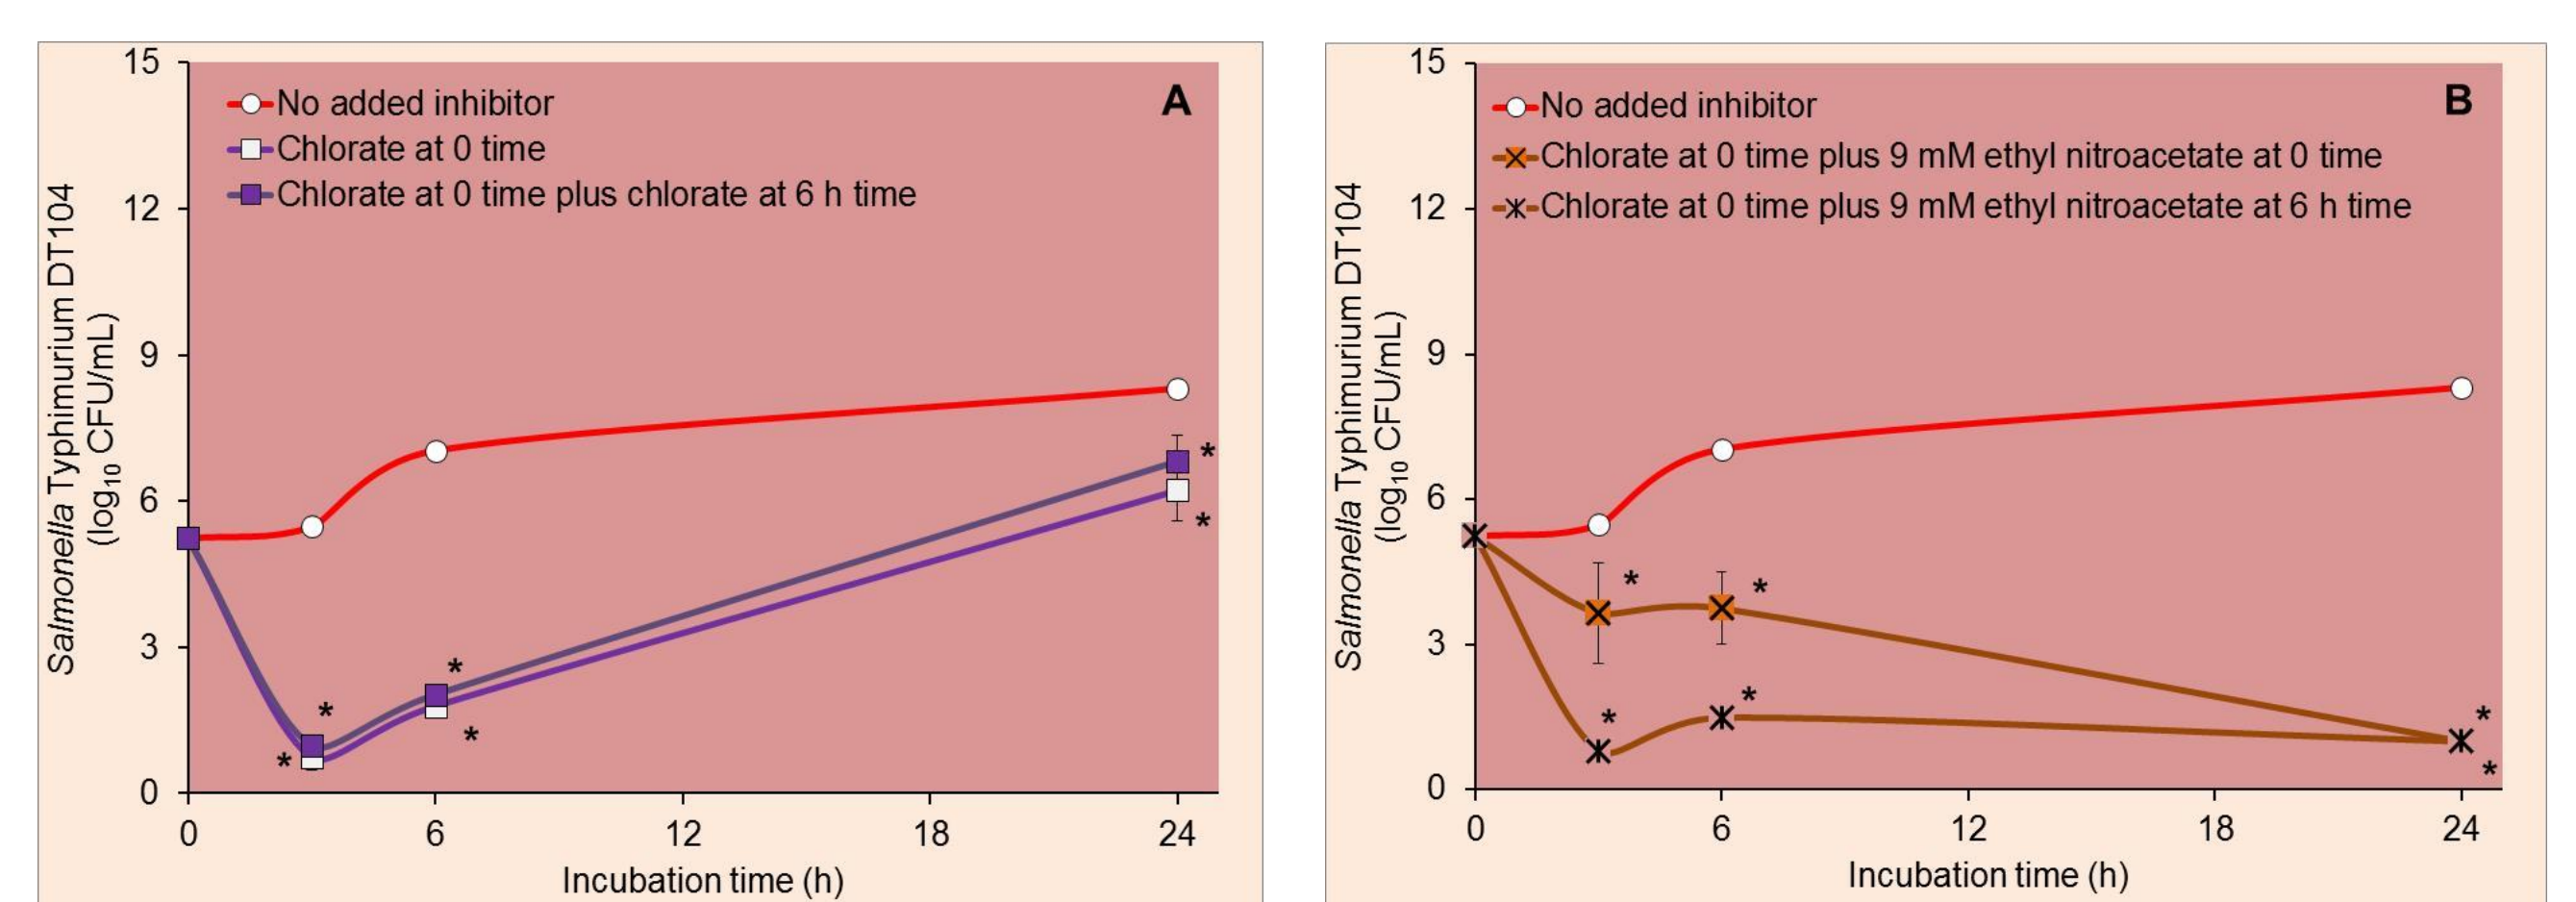 A
No added inhibitor
Chlorate at 0 time
Chlorate at 0 time plus chlorate at 6 h time
Salmonella Typhimurium DT104
(log10 CFU/mL)
15
12
9
6
3
0
*
*
*
*
*
*
0 6 12 18 24
Incubation time (h)
B
No added inhibitor
Chlorate at 0 time plus 9 mM ethyl nitroacetate at 0 time
Chlorate at 0 time plus 9 mM ethyl nitroacetate at 6 h time
Salmonella Typhimurium DT104
(log10 CFU/mL)
15
12
9
6
3
0
*
*
*
*
*
*
0 6 12 18 24
Incubation time (h)